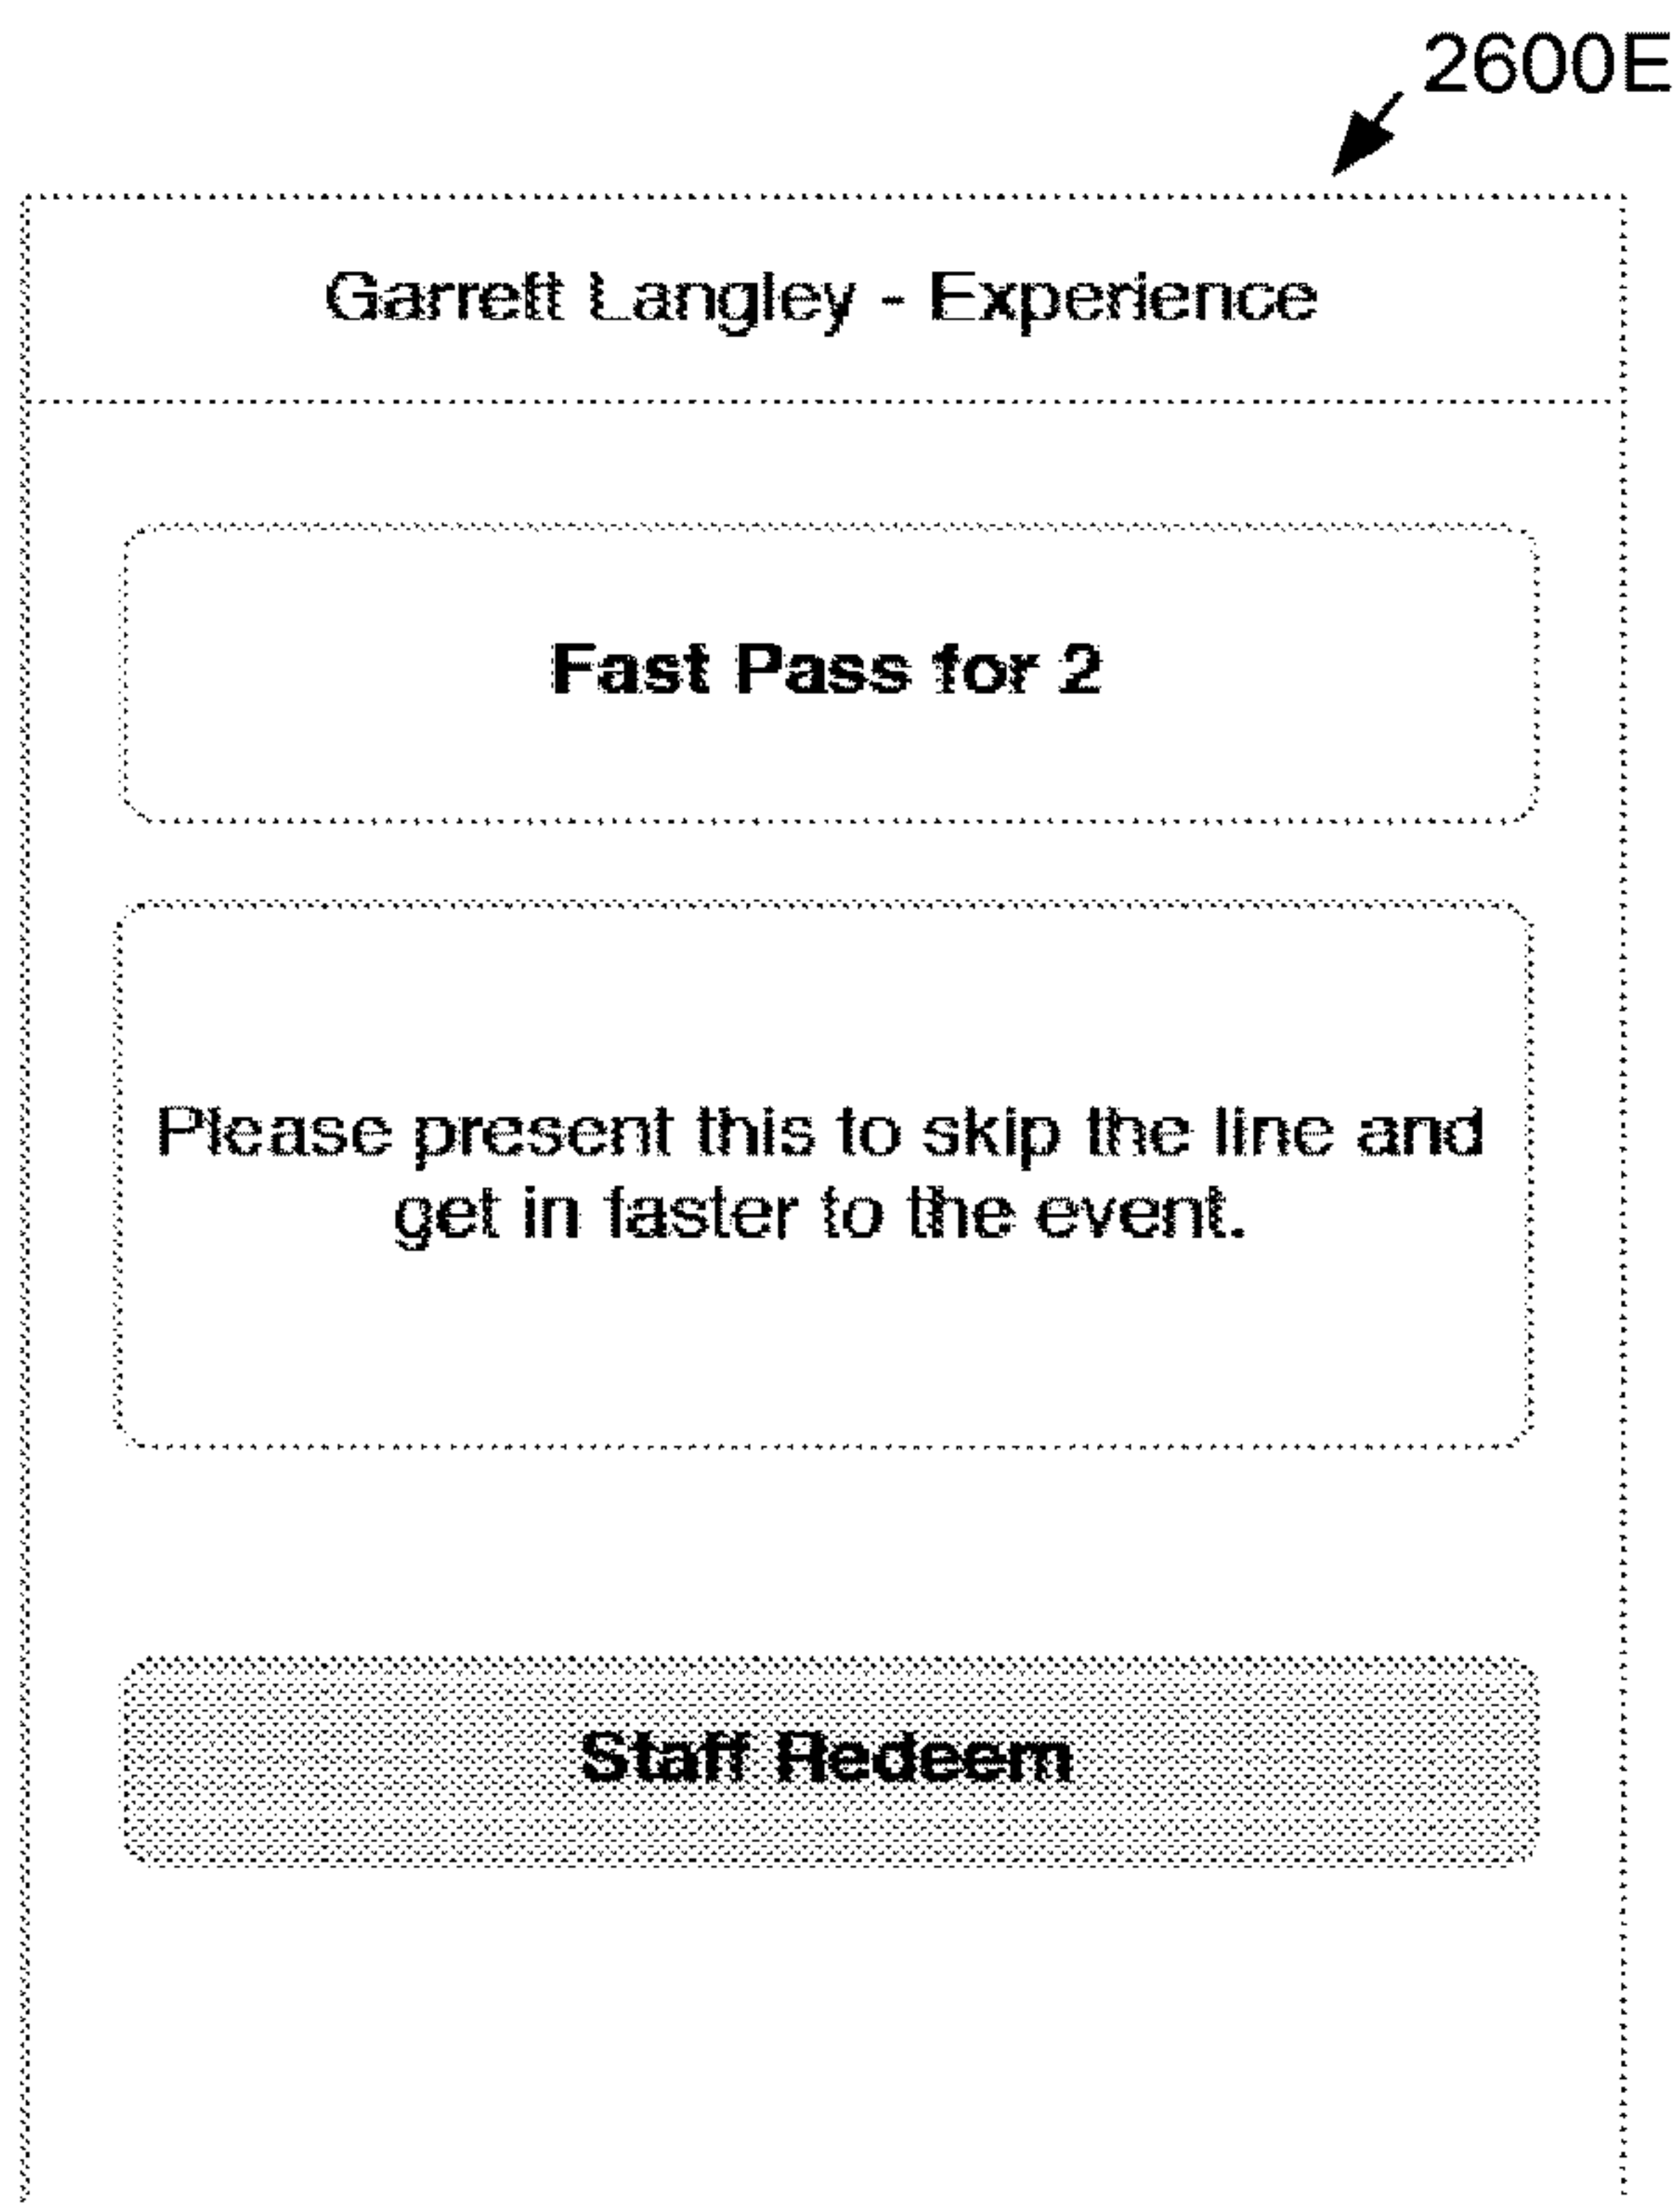 2600E
Garrett Langley - Experience
Fast Pass for 2
Please present this to skip the line and
get in faster to the event.
Staff Redeem